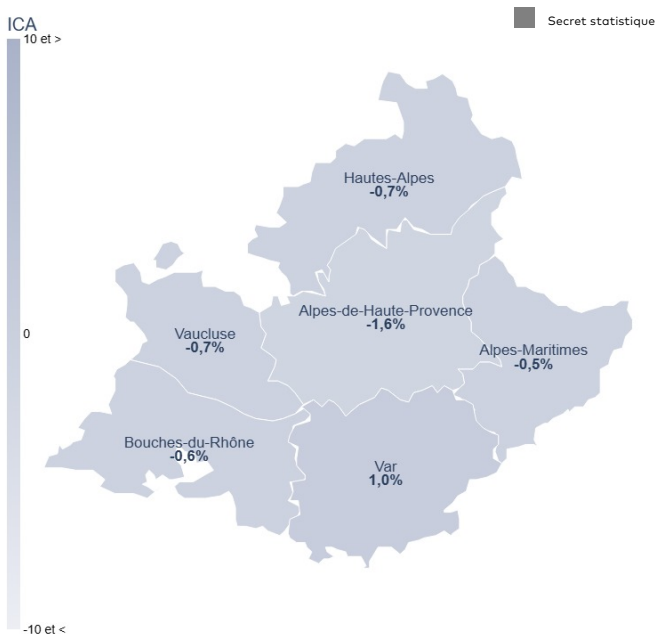 ICA
Secret statistique
10 et >
Hautes-Alpes
-0,7%
Alpes-de-Haute-Provence
-1,6%
Vaucluse
-0,7%
0
Alpes-Maritimes
-0,5%
Bouches-du-Rhône
-0,6%
Var
1,0%
-10 et <